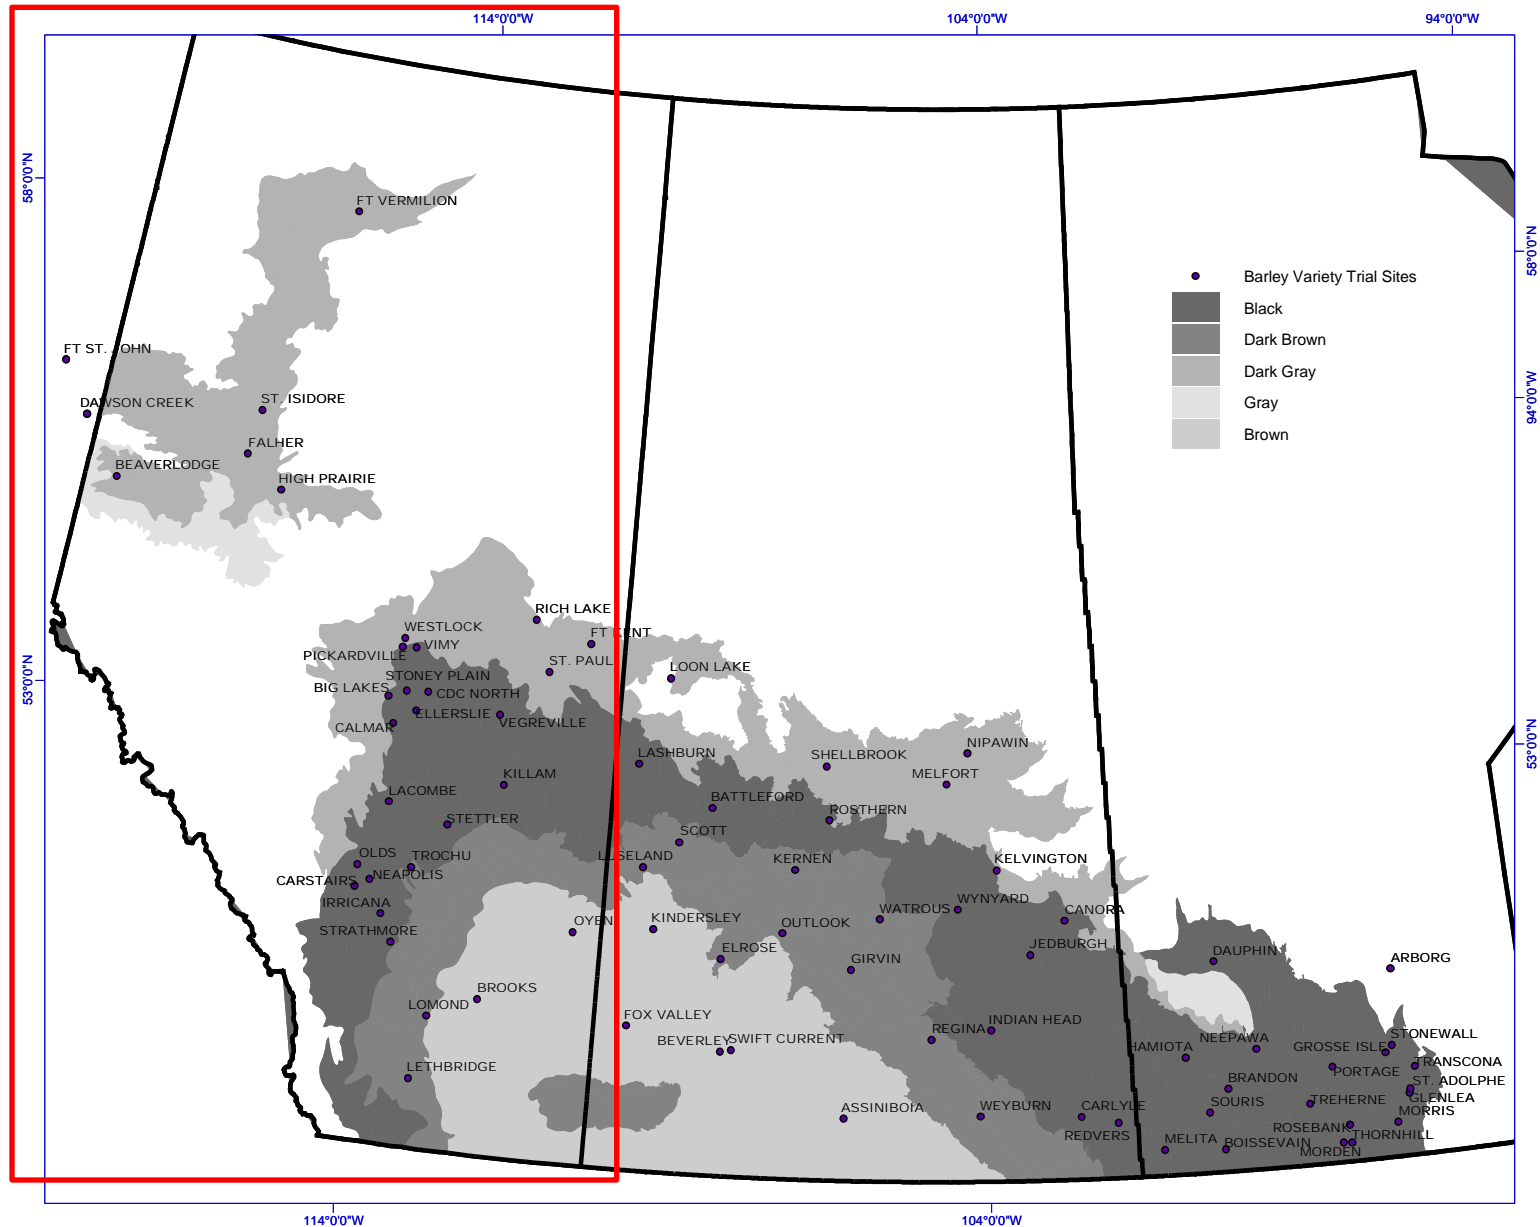 114°0'0"W
104°0'0"W
94°0'0"W
58°0'0"N
FT VERMILION
58°0'0"N
Barley Variety Trial Sites
Black
Dark Brown
Dark Gray
Gray
Brown
94°0'0"W
FT ST. JOHN
DAWSON CREEK
ST. ISIDORE
FALHER
BEAVERLODGE
HIGH PRAIRIE
RICH LAKE
WESTLOCK
FT KENT
VIMY
PICKARDVILLE
ST. PAUL
LOON LAKE
53°0'0"N
STONEY PLAIN
BIG LAKES
CDC NORTH
ELLERSLIE
VEGREVILLE
CALMAR
53°0'0"N
NIPAWIN
LASHBURN
SHELLBROOK
KILLAM
MELFORT
LACOMBE
BATTLEFORD
STETTLER
ROSTHERN
SCOTT
OLDS
TROCHU
LUSELAND
KERNEN
KELVINGTON
NEAPOLIS
CARSTAIRS
IRRICANA
WYNYARD
WATROUS
CANORA
STRATHMORE
OYEN
KINDERSLEY
OUTLOOK
ELROSE
JEDBURGH
DAUPHIN
ARBORG
GIRVIN
BROOKS
LOMOND
FOX VALLEY
INDIAN HEAD
REGINA
BEVERLEY
SWIFT CURRENT
HAMIOTA
NEEPAWA
GROSSE ISLE
STONEWALL
LETHBRIDGE
TRANSCONA
PORTAGE
BRANDON
ST. ADOLPHE
GLENLEA
ASSINIBOIA
WEYBURN
CARLYLE
SOURIS
TREHERNE
MORRIS
REDVERS
ROSEBANK
MELITA
BOISSEVAIN
THORNHILL
MORDEN
114°0'0"W
104°0'0"W